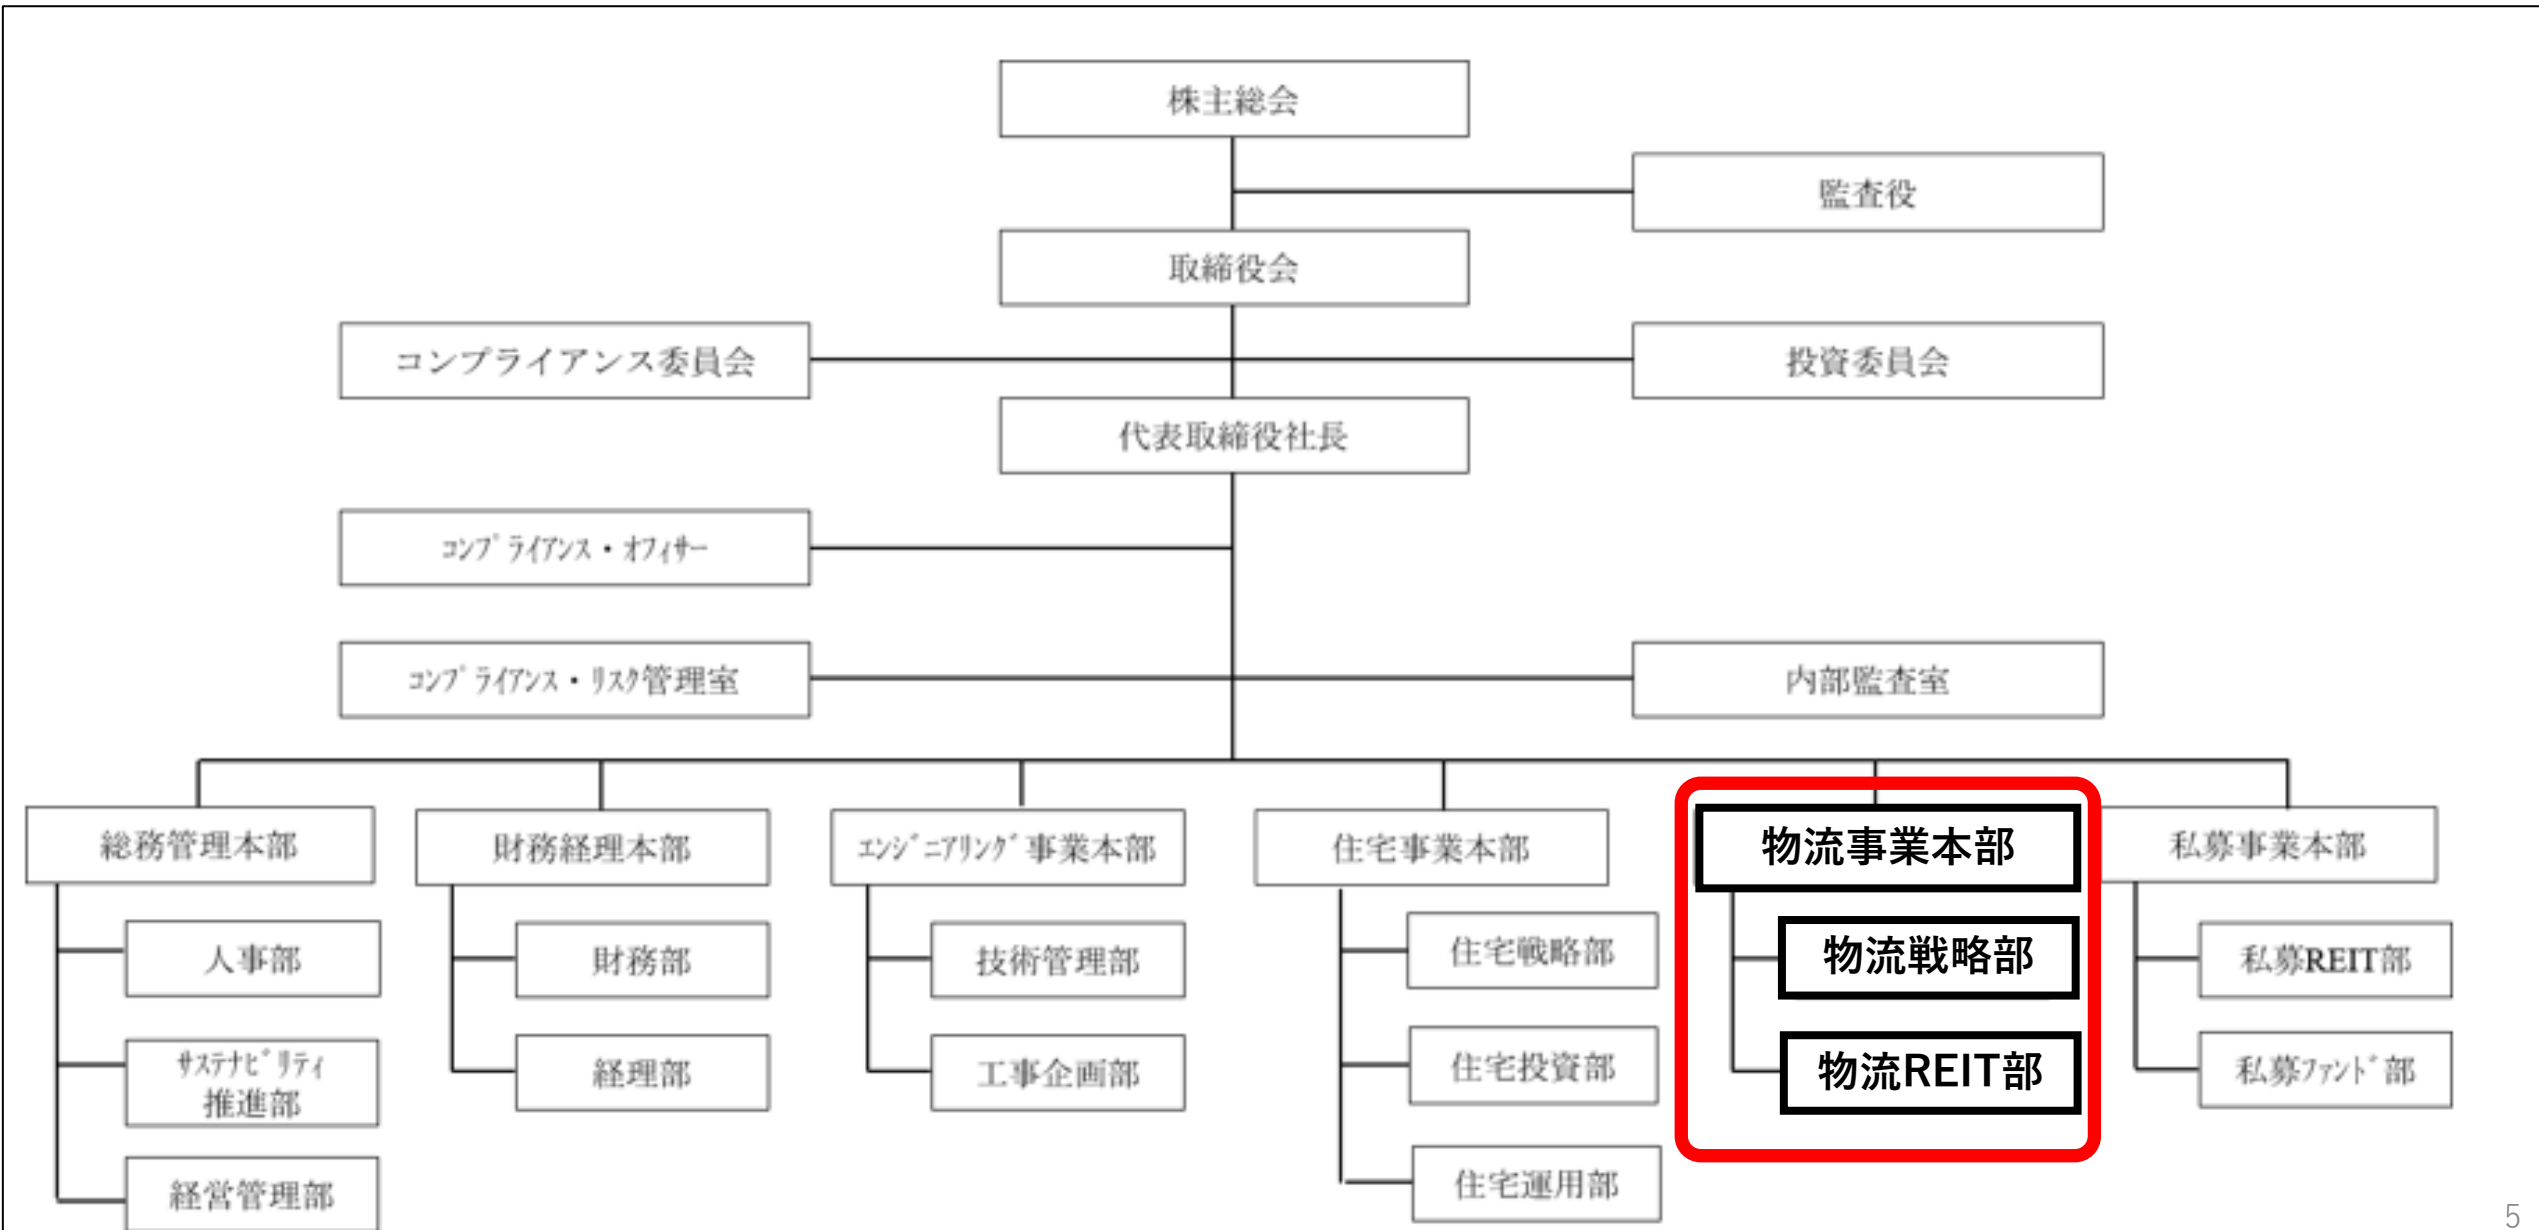 株主総会
監査役
取締役会
コンプライアンス委員会
投資委員会
代表取締役社長
ｺﾝﾌﾟﾗｲｱﾝｽ・ｵﾌｨｻｰ
ｺﾝﾌﾟﾗｲｱﾝｽ・ﾘｽｸ管理室
内部監査室
総務管理本部
財務経理本部
ｴﾝｼﾞﾆｱﾘﾝｸﾞ事業本部
住宅事業本部
物流事業本部
私募事業本部
人事部
財務部
技術管理部
住宅戦略部
物流戦略部
私募REIT部
ｻｽﾃﾅﾋﾞﾘﾃｨ
推進部
経理部
工事企画部
住宅投資部
物流REIT部
私募ﾌｧﾝﾄﾞ部
経営管理部
住宅運用部
5